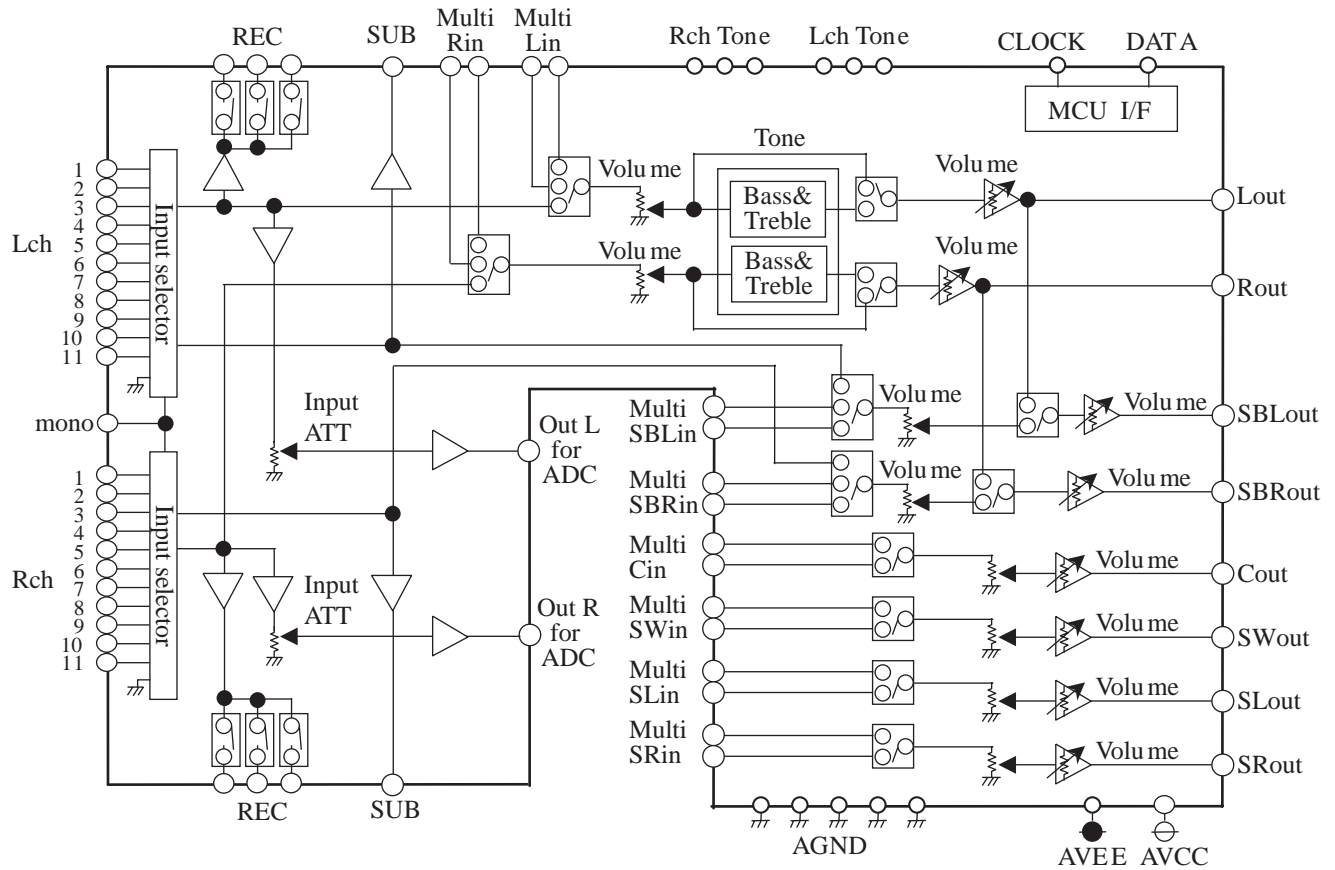 REC
SUB
Multi
Rin
Multi
Lin
Rch Tone
Lch Tone
CLOCK
DATA
MCU I/F
Lch
1
2
3
4
5
6
7
8
9
10
11
Input selector
Volume
Volume
Tone
Bass&
Treble
Bass&
Treble
Volume
Volume
Lout
Rout
mono
Input
ATT
Out L
for
ADC
Multi
SBLin
Volume
Volume
SBLout
Multi
SBRin
Volume
Volume
SBRout
Rch
1
2
3
4
5
6
7
8
9
10
11
Input selector
Input
ATT
Out R
for
ADC
Multi
Cin
Volume
Cout
Multi
SWin
Volume
SWout
Multi
SLin
Volume
SLout
Multi
SRin
Volume
SRout
REC
SUB
AGND
AVEE
AVCC